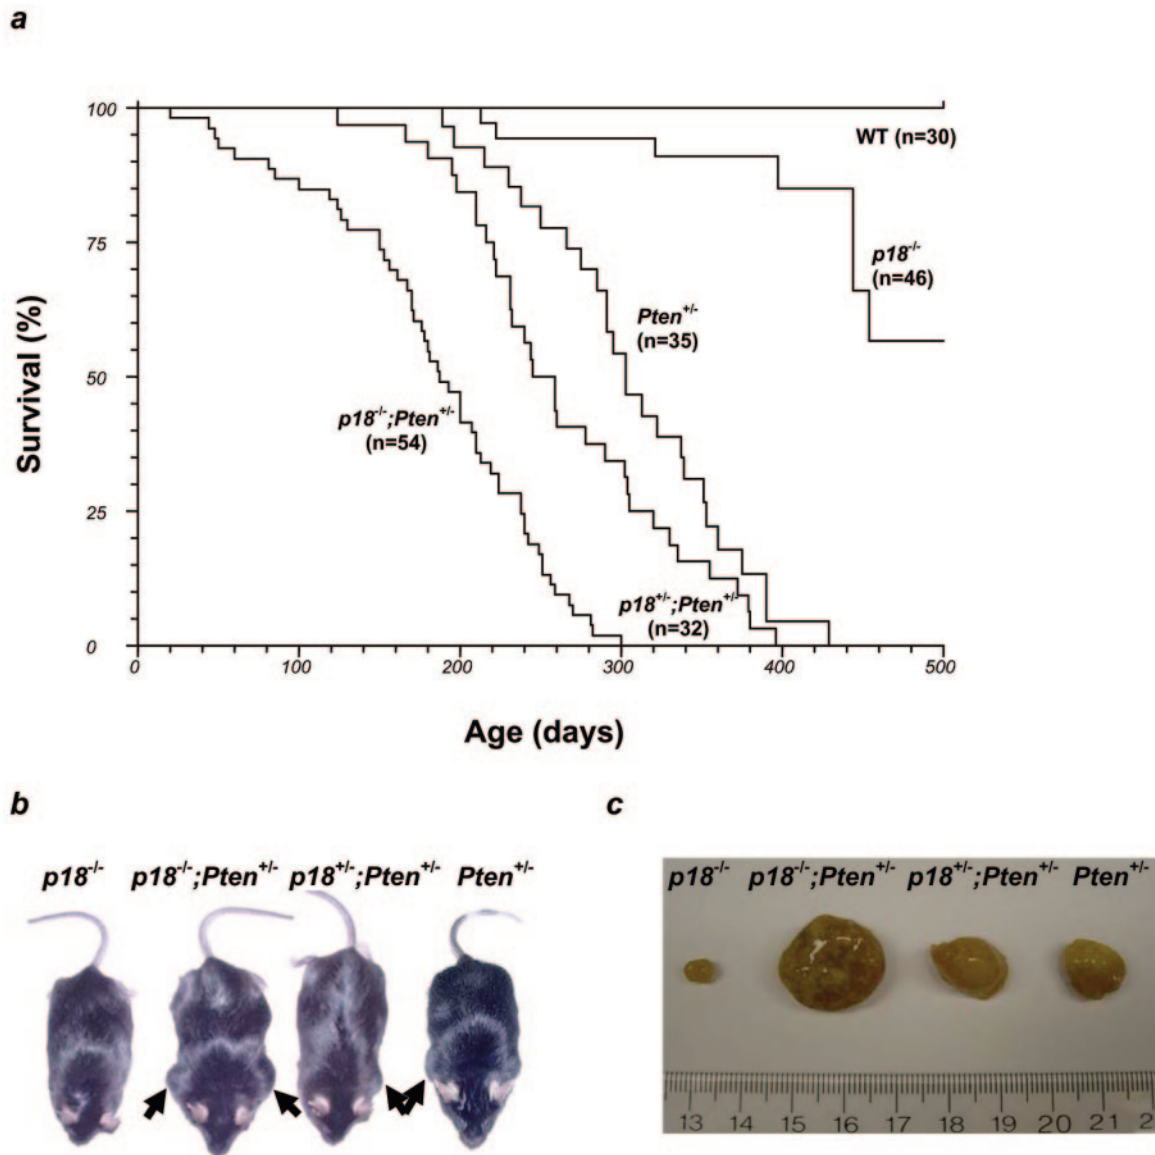 a
100
75
50
25
0
Survival (%)
WT (n=30)
p18-/-
(n=46)
Pten+/-
(n=35)
p18-/-;Pten+/-
(n=54)
p18+/-;Pten+/-
(n=32)
0 100 200 300 400 500
Age (days)
b
c
p18-/- p18-/-;Pten+/- p18+/-;Pten+/- Pten+/-
p18-/- p18-/-;Pten+/- p18+/-;Pten+/- Pten+/-
13 14 15 16 17 18 19 20 21 2